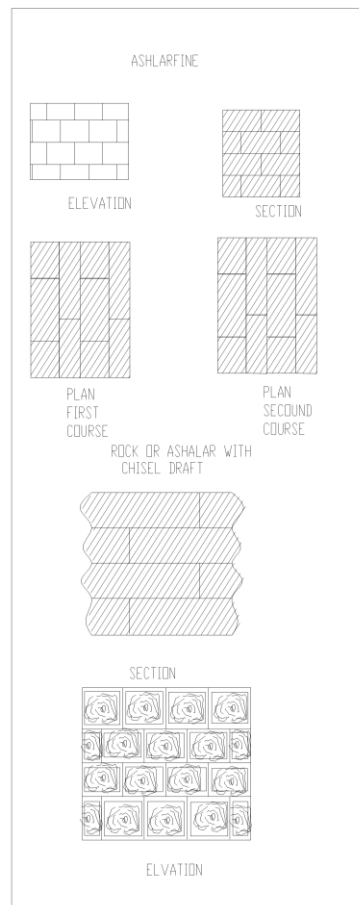 ASHLARFINE
ELEVATION
SECTION
PLAN
FIRST
COURSE
PLAN
SECOUND
COURSE
ROCK OR ASHALAR WITH
CHISEL DRAFT
SECTION
ELVATION